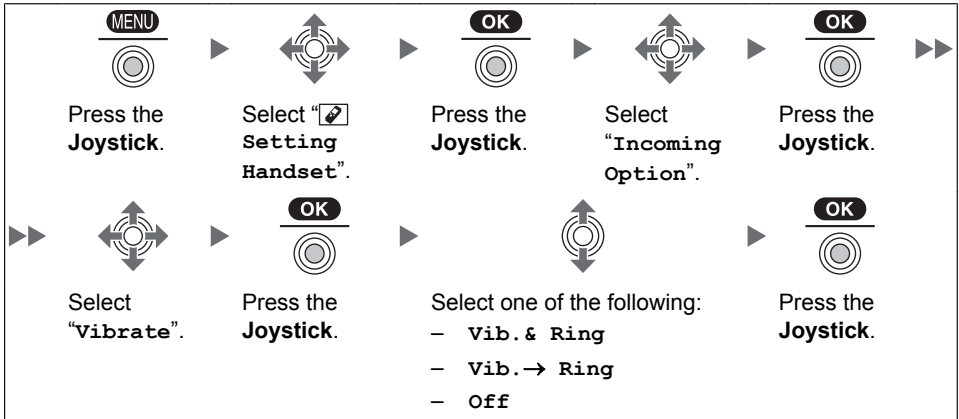 MENU OK OK
Press the Select “ Press the Select Press the
Joystick. Setting Joystick. “Incoming Joystick.
Handset”. Option”.
OK OK
Select Press the Select one of the following: Press the
“Vibrate”. Joystick. – Vib.& Ring Joystick.
– Vib.→ Ring
– Off